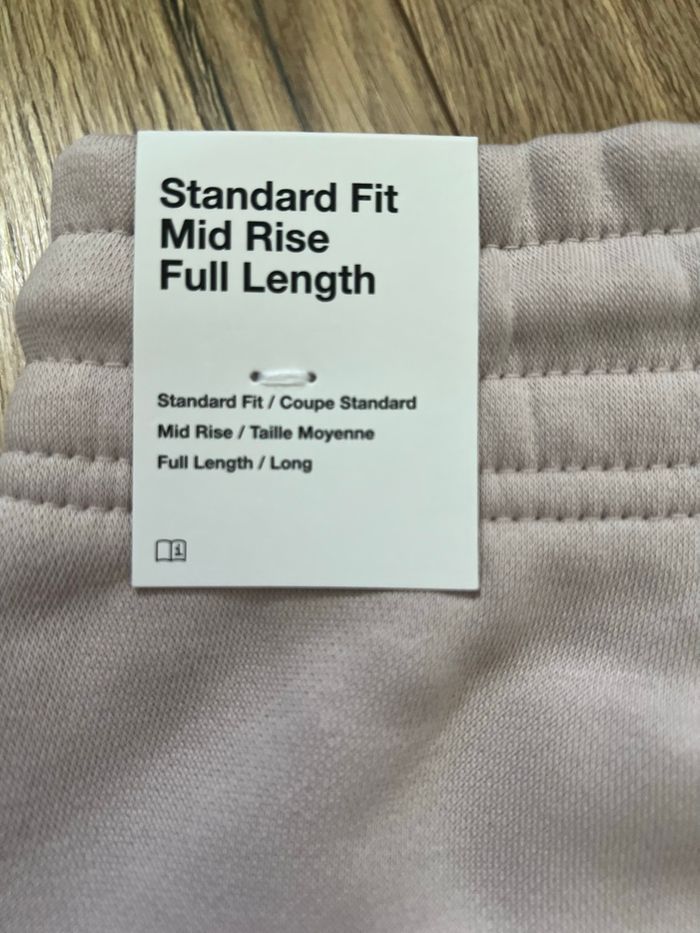 Standard Fit
Mid Rise
Full Length
Standard Fit / Coupe Standard
Mid Rise / Taille Moyenne
Full Length / Long
i